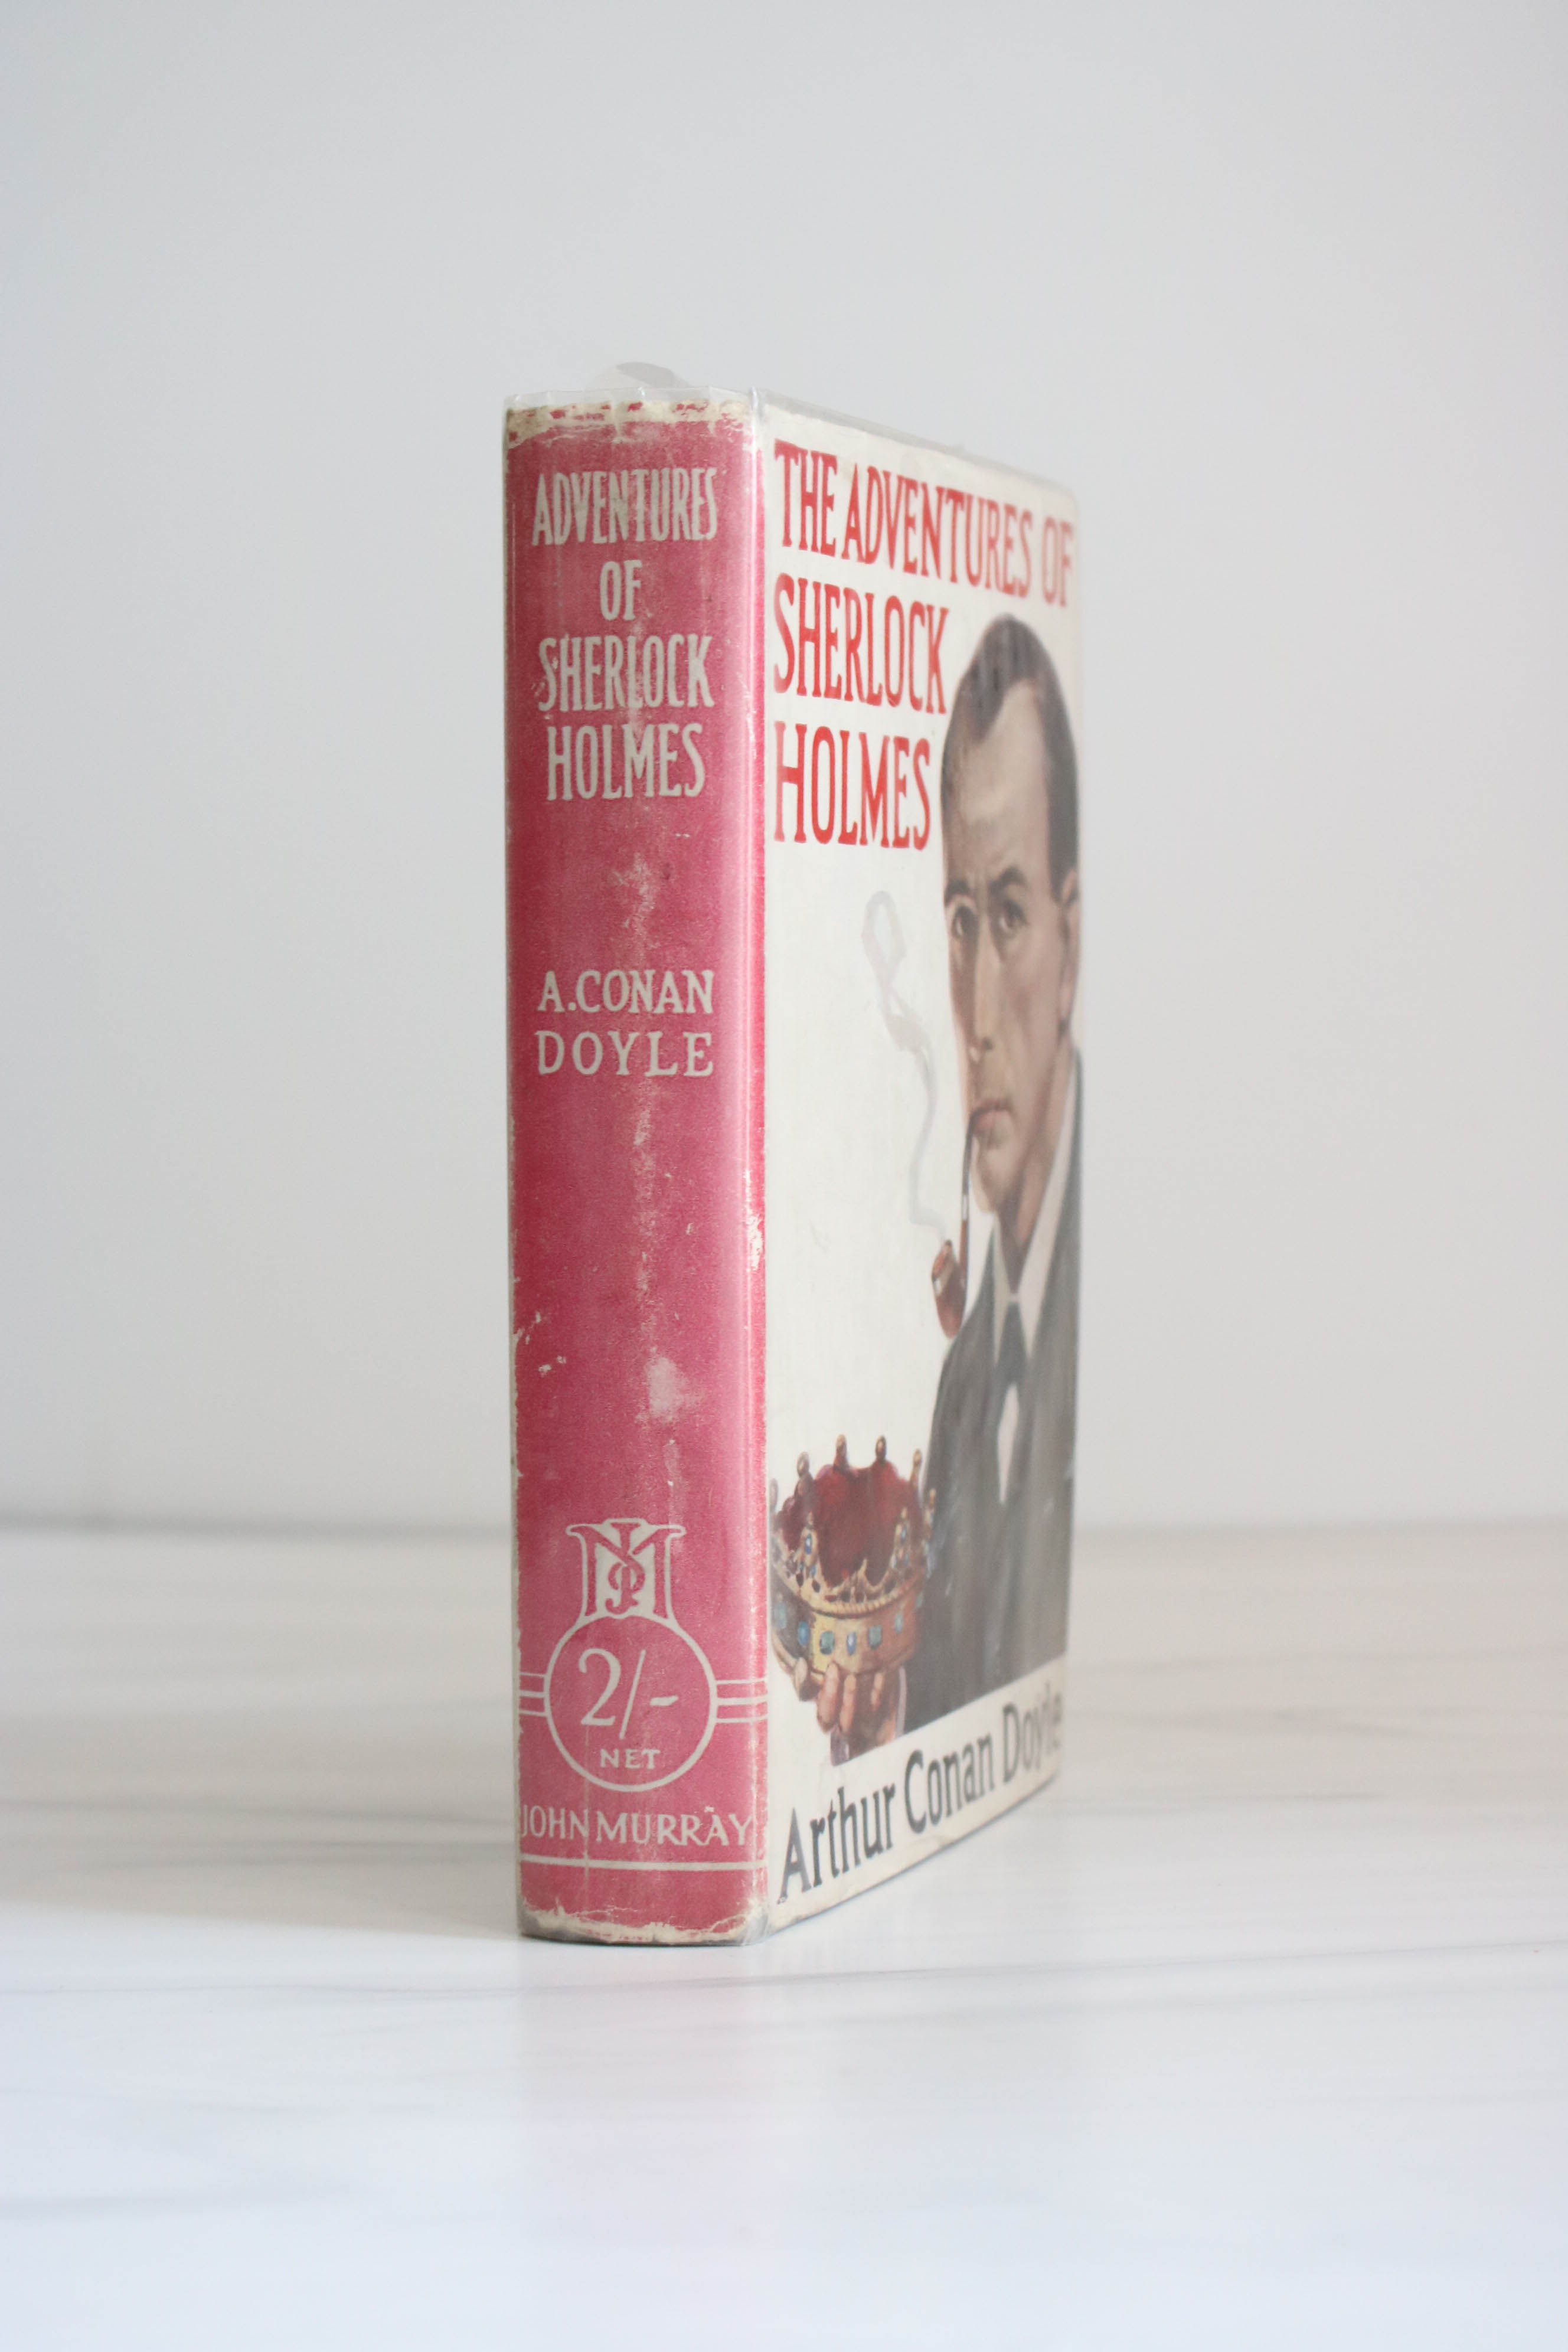 ADVENTURES
OF
SHERLOCK
HOLMES
A. CONAN
DOYLE
JM
2/-
NET
JOHN MURRAY
THE ADVENTURES OF
SHERLOCK
HOLMES
Arthur Conan Doyle